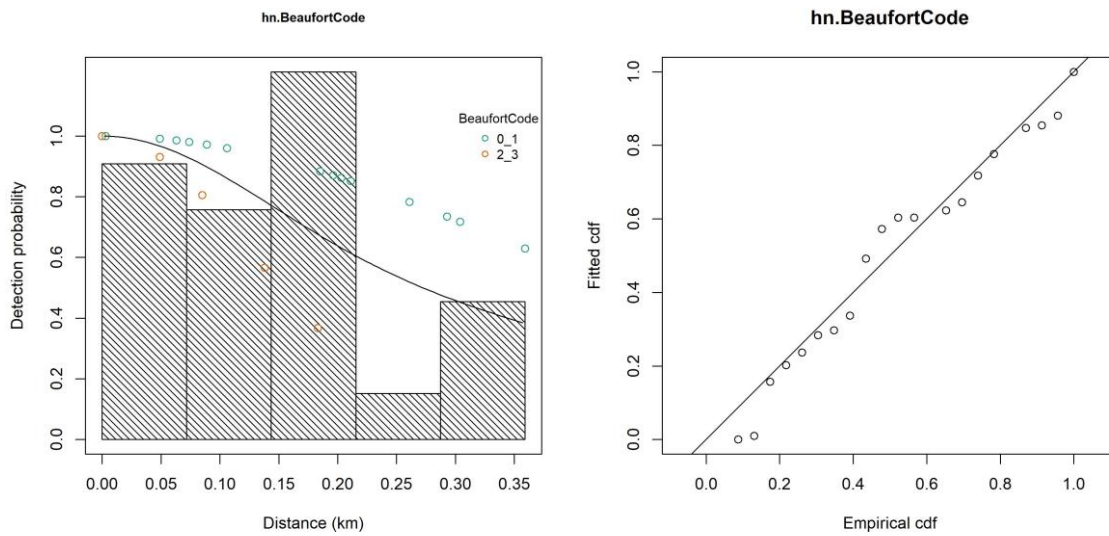 hn.BeaufortCode
Detection probability
1.0
0.8
0.6
0.4
0.2
0.0
BeaufortCode
0_1
2_3
0.00 0.05 0.10 0.15 0.20 0.25 0.30 0.35
Distance (km)
hn.BeaufortCode
Fitted cdf
1.0
0.8
0.6
0.4
0.2
0.0
0.0 0.2 0.4 0.6 0.8 1.0
Empirical cdf